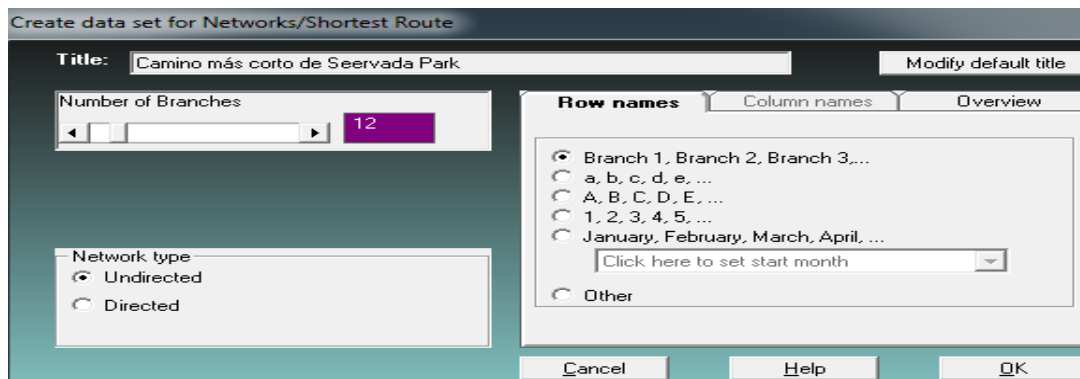 Create data set for Networks/Shortest Route
Title: Camino más corto de Seervada Park
Modify default title
Number of Branches
12
Row names
Column names
Overview
Branch 1, Branch 2, Branch 3,...
a, b, c, d, e, ...
A, B, C, D, E, ...
1, 2, 3, 4, 5, ...
January, February, March, April, ...
Click here to set start month
Other
Network type
Undirected
Directed
Cancel
Help
OK